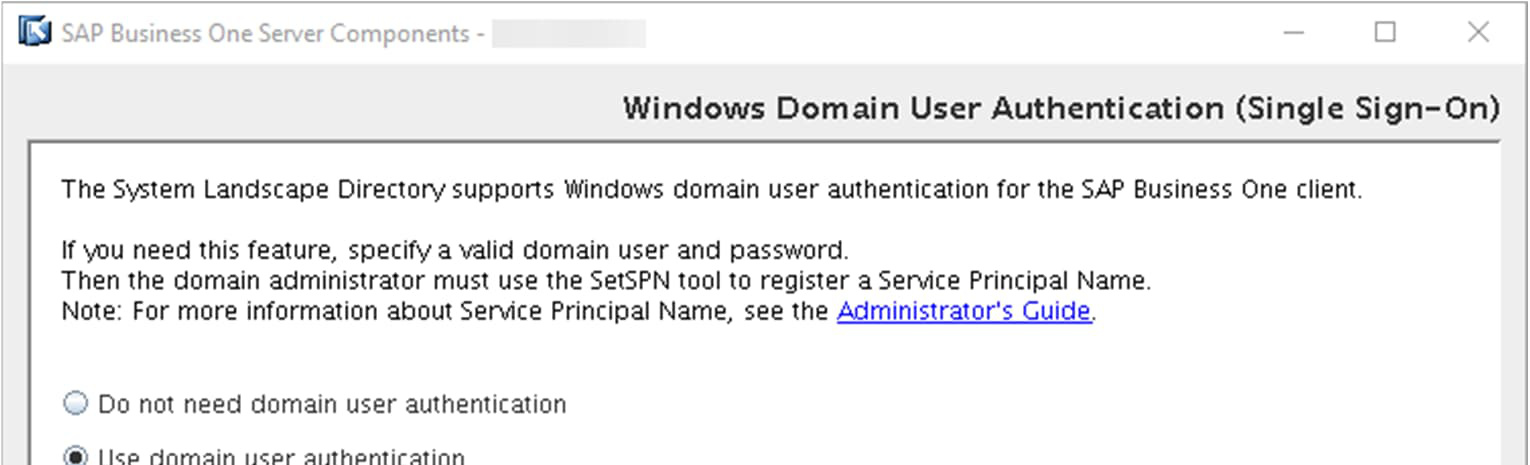 SAP Business One Server Components -
Windows Domain User Authentication (Single Sign-On)
The System Landscape Directory supports Windows domain user authentication for the SAP Business One client.
If you need this feature, specify a valid domain user and password.
Then the domain administrator must use the SetSPN tool to register a Service Principal Name.
Note: For more information about Service Principal Name, see the Administrator's Guide.
Do not need domain user authentication
Use domain user authentication